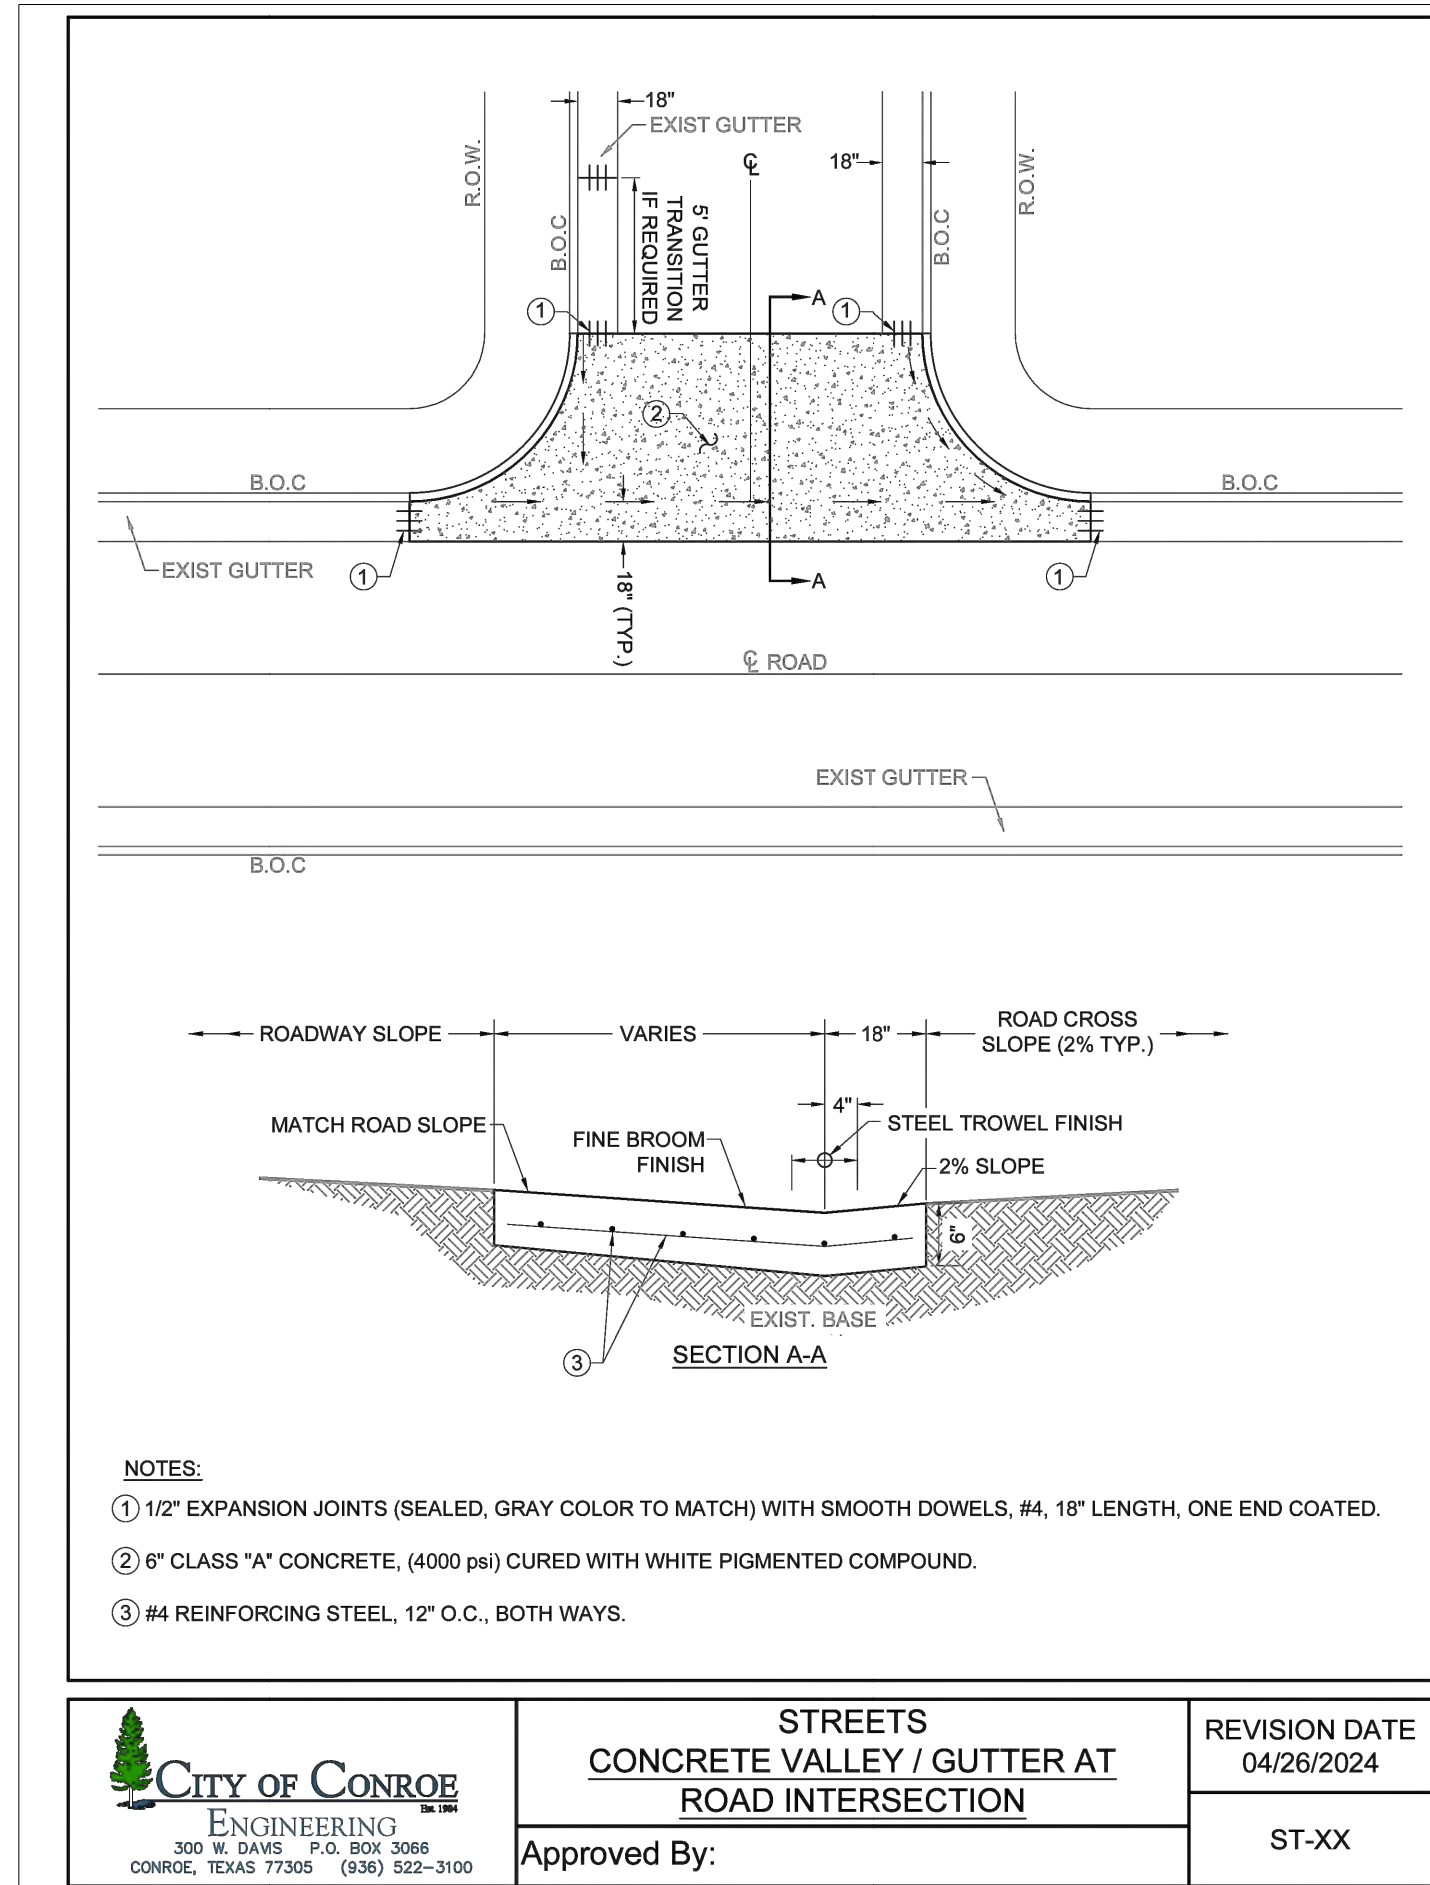 18"
EXIST GUTTER
℄
18"
R.O.W.
R.O.W.
B.O.C
B.O.C
5' GUTTER
TRANSITION
IF REQUIRED
A
1
1
2
B.O.C
B.O.C
EXIST GUTTER
1
1
A
18" (TYP.)
℄ ROAD
EXIST GUTTER
B.O.C
ROADWAY SLOPE
VARIES
18"
ROAD CROSS
SLOPE (2% TYP.)
4"
MATCH ROAD SLOPE
STEEL TROWEL FINISH
FINE BROOM
FINISH
2% SLOPE
6"
EXIST. BASE
3
SECTION A-A
NOTES:
1 1/2" EXPANSION JOINTS (SEALED, GRAY COLOR TO MATCH) WITH SMOOTH DOWELS, #4, 18" LENGTH, ONE END COATED.
2 6" CLASS "A" CONCRETE, (4000 psi) CURED WITH WHITE PIGMENTED COMPOUND.
3 #4 REINFORCING STEEL, 12" O.C., BOTH WAYS.
CITY OF CONROE
Est. 1904
ENGINEERING
300 W. DAVIS P.O. BOX 3066
CONROE, TEXAS 77305 (936) 522-3100
STREETS
CONCRETE VALLEY / GUTTER AT
ROAD INTERSECTION
Approved By:
REVISION DATE
04/26/2024
ST-XX